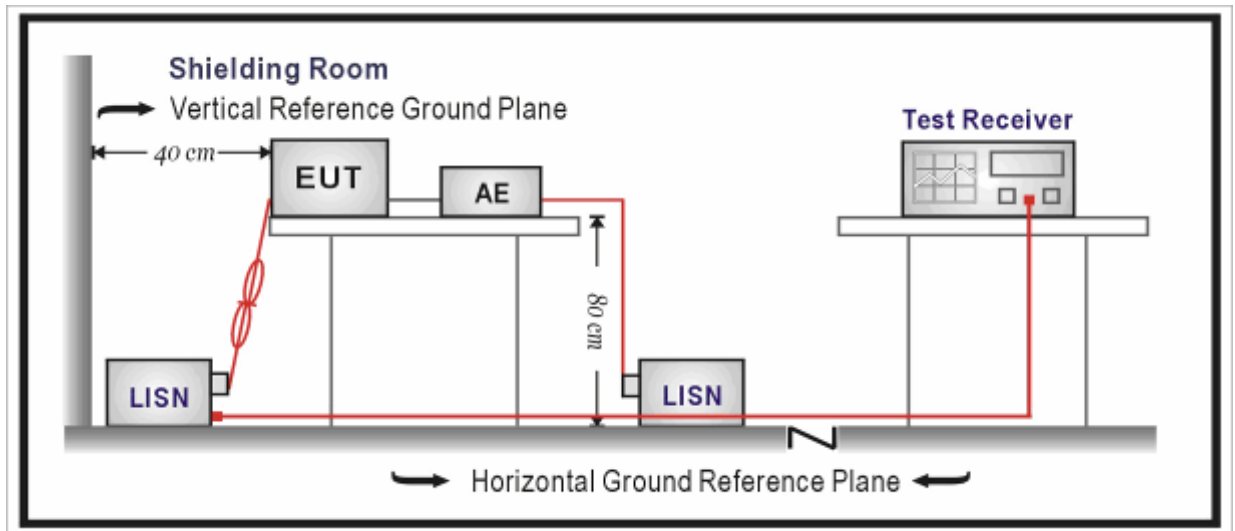 Shielding Room
Vertical Reference Ground Plane
40 cm
EUT
AE
Test Receiver
80 cm
LISN
LISN
Horizontal Ground Reference Plane